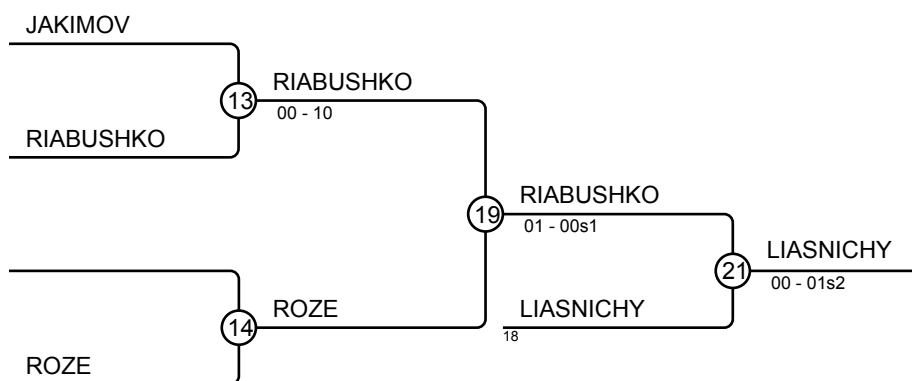 JAKIMOV
13
RIABUSHKO
00 - 10
RIABUSHKO
19
RIABUSHKO
01 - 00s1
21
LIASNICHY
00 - 01s2
14
ROZE
LIASNICHY
18
ROZE